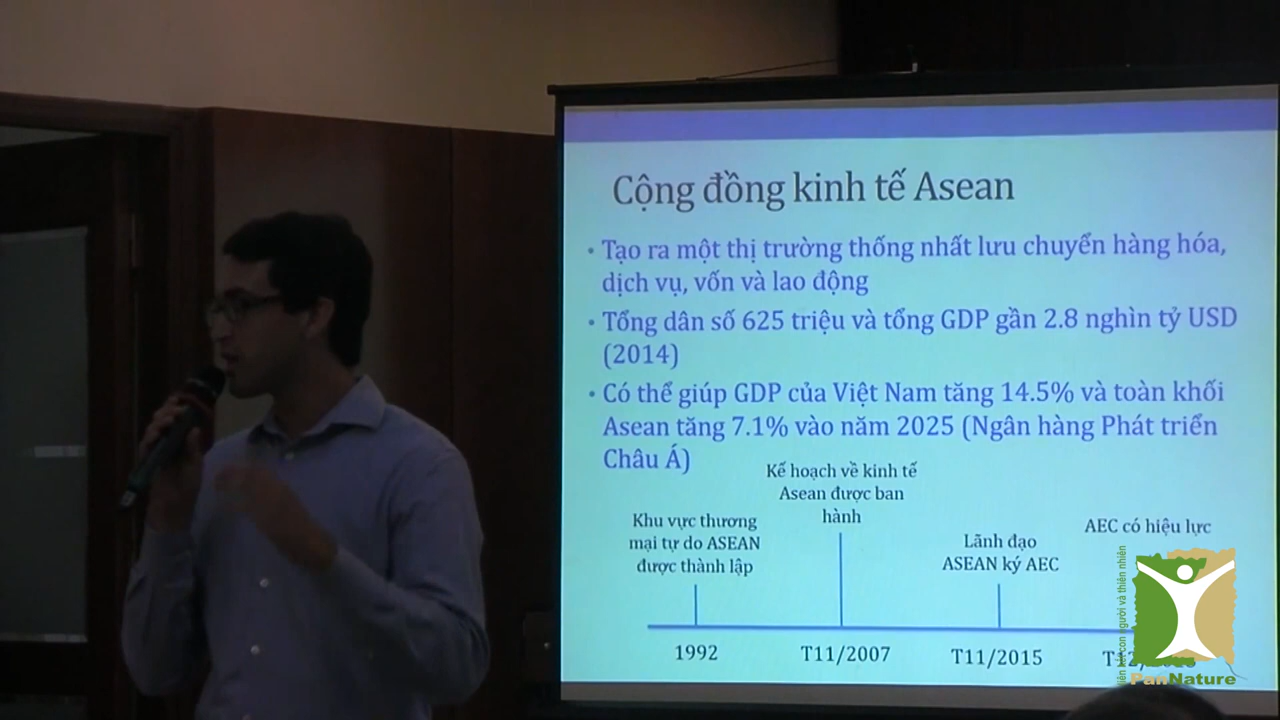 Cộng đồng kinh tế Asean
• Tạo ra một thị trường thống nhất lưu chuyển hàng hóa,
dịch vụ, vốn và lao động
• Tổng dân số 625 triệu và tổng GDP gần 2.8 nghìn tỷ USD
(2014)
• Có thể giúp GDP của Việt Nam tăng 14.5% và toàn khối
Asean tăng 7.1% vào năm 2025 (Ngân hàng Phát triển
Châu Á)
Khu vực thương
mại tự do ASEAN
được thành lập
Kế hoạch về kinh tế
Asean được ban
hành
Lãnh đạo
ASEAN ký AEC
AEC có hiệu lực
1992
T11/2007
T11/2015
con người và thiên nhiên
PanNature